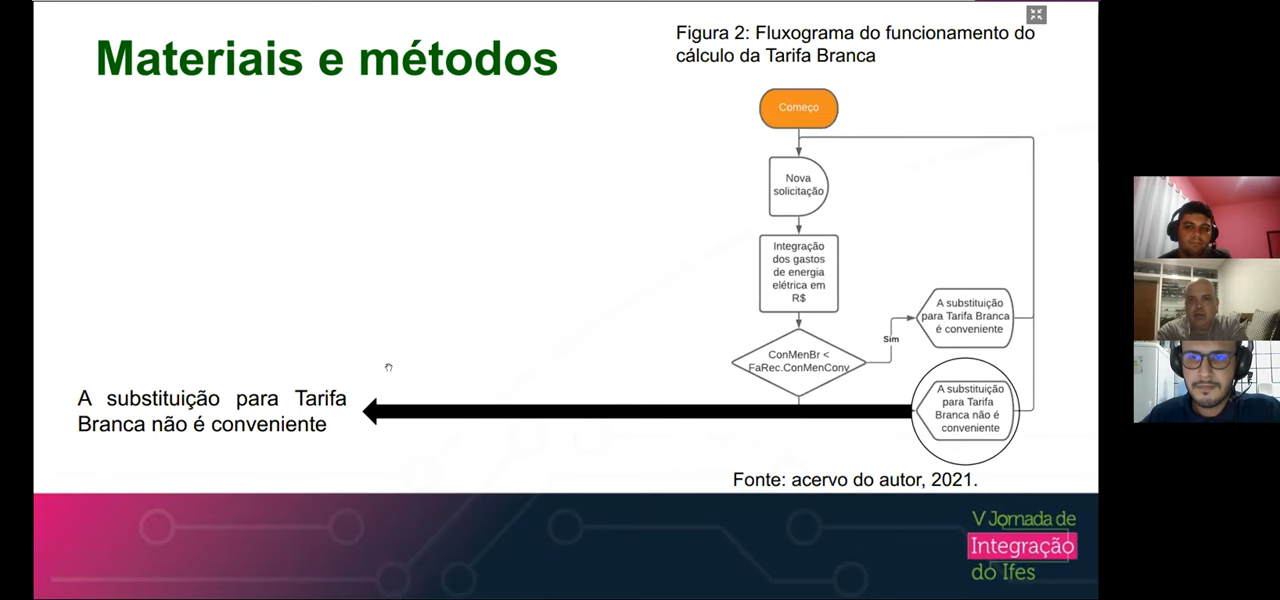 Materiais e métodos
Figura 2: Fluxograma do funcionamento do
cálculo da Tarifa Branca
Começo
Nova
solicitação
Integração
dos gastos
de energia
elétrica em
R$
ConMenBr <
FaRec.ConMenConv
Sim
A substituição
para Tarifa Branca
é conveniente
A substituição
para Tarifa
Branca não é
conveniente
A substituição para Tarifa
Branca não é conveniente
Fonte: acervo do autor, 2021.
V Jornada de
Integração
do Ifes